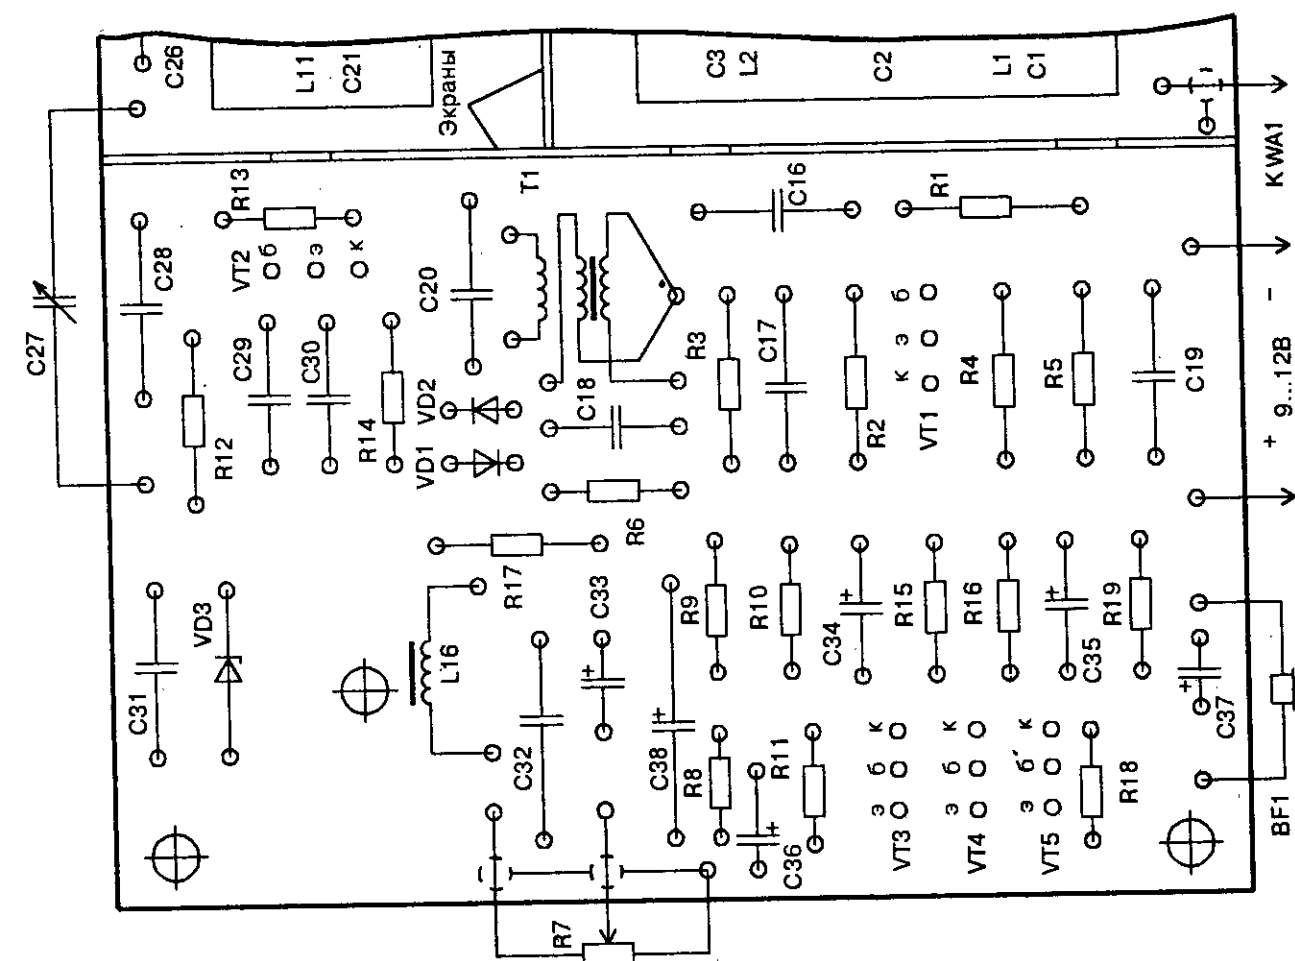 C26
L11
C21
Экраны
C3
L2
C2
L1
C1
KWA1
C27
C28
VT2
R13
б
э
к
T1
C20
C16
R1
R12
C29
C30
R14
VD2
VD1
C18
R3
C17
R2
VT1
к э б
R4
R5
C19
+ 9...12В −
R6
R17
C31
VD3
L16
C33
C32
+
C38
+
R9
R10
C34
+
R15
R16
C35
+
R19
C37
+
R8
C36
+
R11
VT3
э б к
VT4
э б к
VT5
э б к
R18
BF1
R7